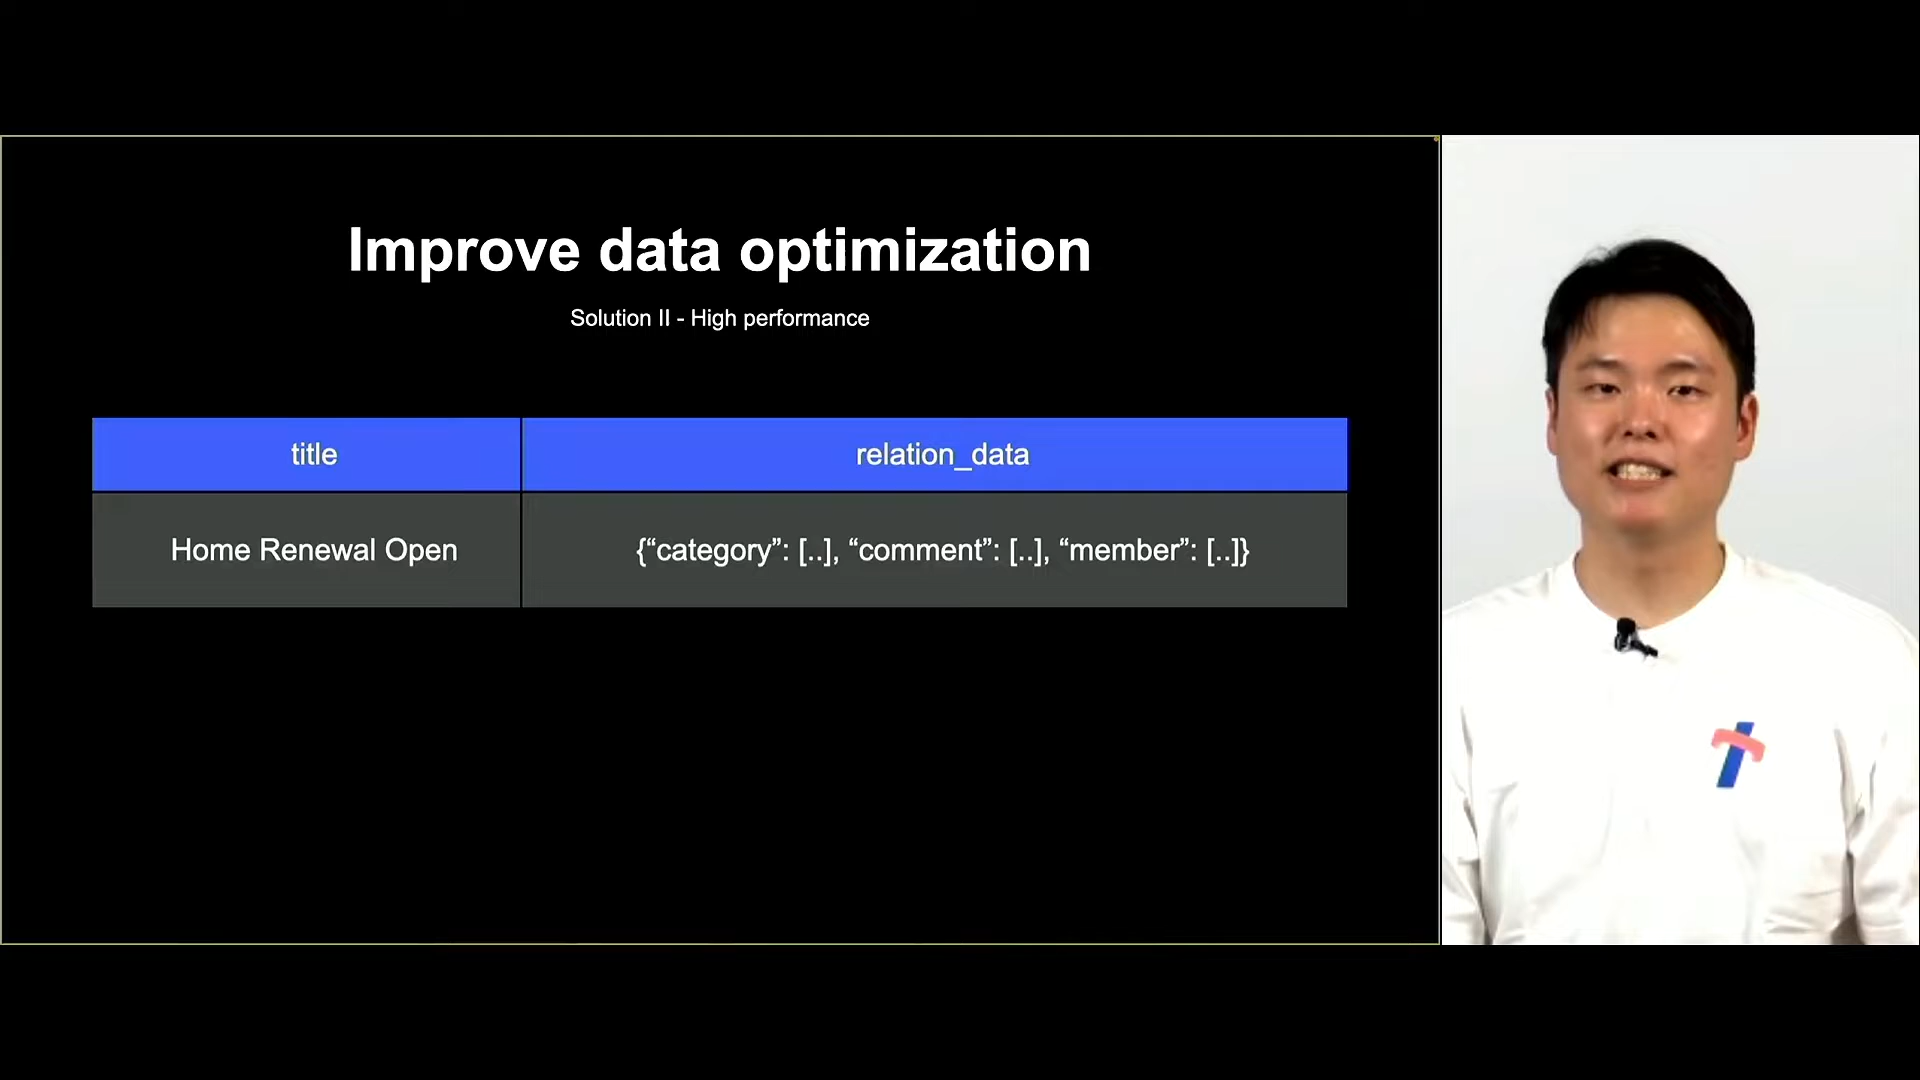 Improve data optimization
Solution II - High performance
title
relation_data
Home Renewal Open
{“category”: [..], “comment”: [..], “member”: [..]}